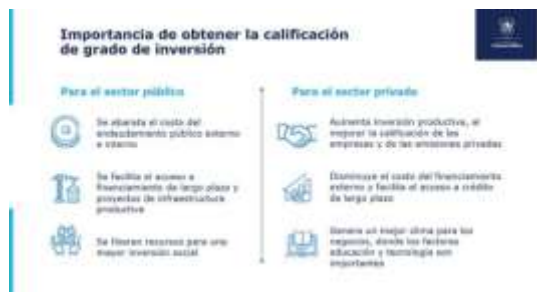 Importancia de obtener la calificación
de grado de inversión
Para el sector público
Se abarata el costo del
endeudamiento público externo
e interno
Se facilita el acceso a
financiamiento de largo plazo y
proyectos de infraestructura
productiva
Se liberan recursos para una
mayor inversión social
Para el sector privado
Aumenta inversión productiva, al
mejorar la calificación de las
empresas y de las emisiones privadas
Disminuye el costo del financiamiento
externo y facilita el acceso a crédito
de largo plazo
Genera un mejor clima para los
negocios, donde los factores
educación y tecnología son
importantes